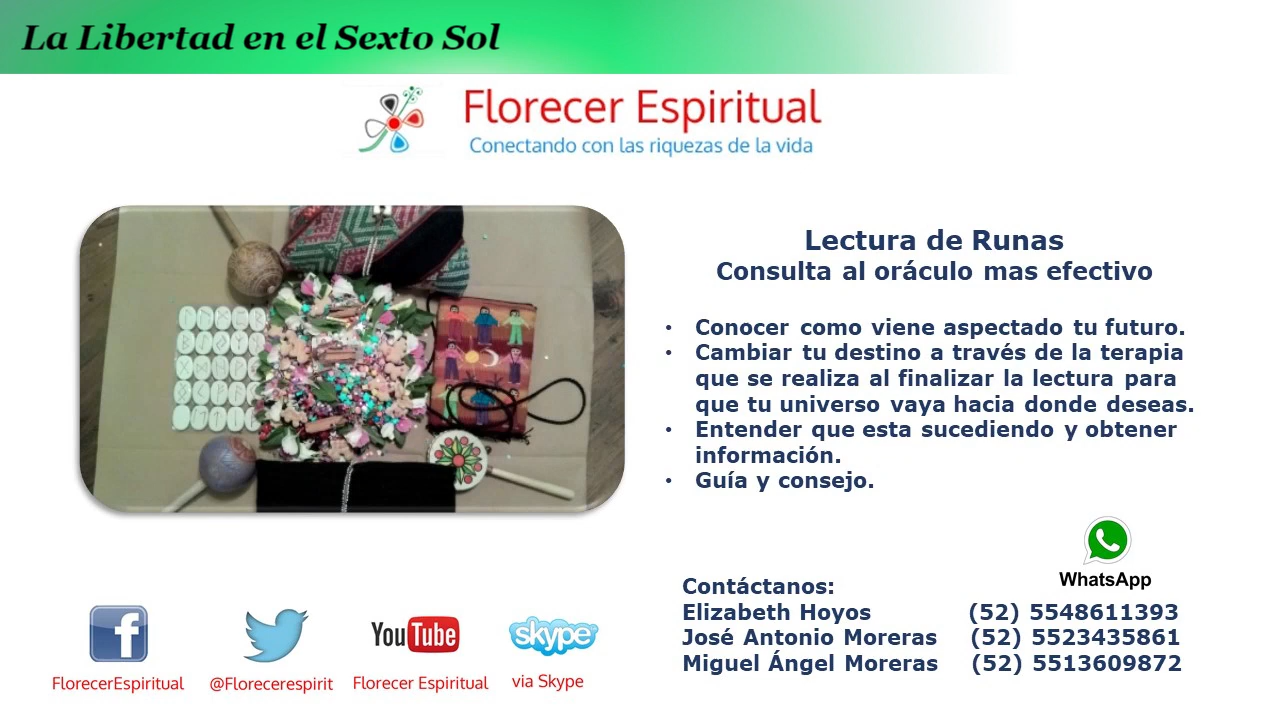 La Libertad en el Sexto Sol
Florecer Espiritual
Conectando con las riquezas de la vida
Lectura de Runas
Consulta al oráculo mas efectivo
• Conocer como viene aspectado tu futuro.
• Cambiar tu destino a través de la terapia
que se realiza al finalizar la lectura para
que tu universo vaya hacia donde deseas.
• Entender que esta sucediendo y obtener
información.
• Guía y consejo.
WhatsApp
Contáctanos:
Elizabeth Hoyos (52) 5548611393
José Antonio Moreras (52) 5523435861
Miguel Ángel Moreras (52) 5513609872
f
YouTube
skype
FlorecerEspiritual
@Florecerespirit
Florecer Espiritual
via Skype